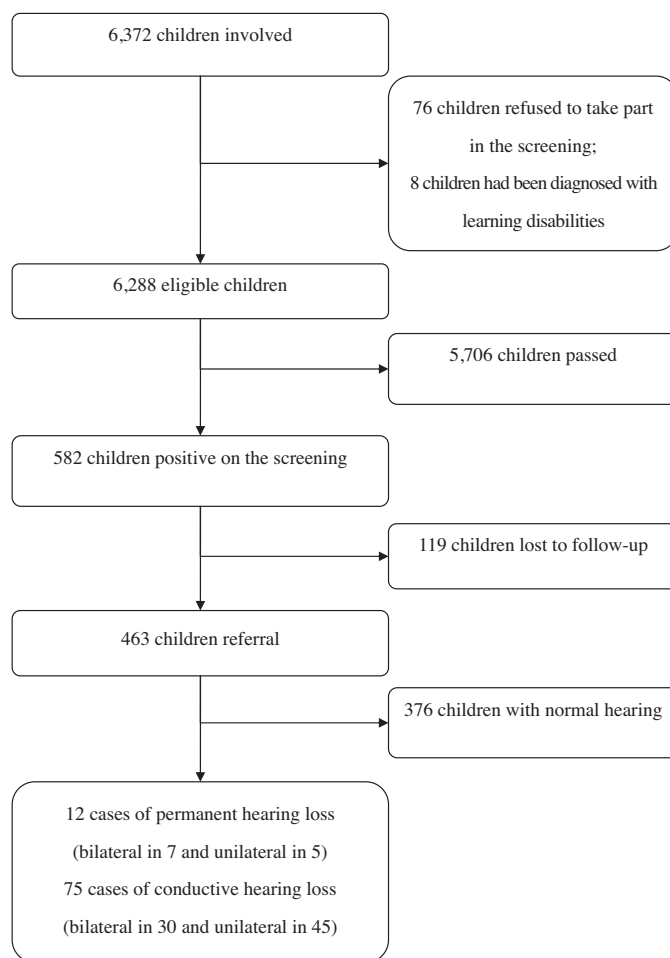 6,372 children involved
76 children refused to take part
in the screening;
8 children had been diagnosed with
learning disabilities
6,288 eligible children
5,706 children passed
582 children positive on the screening
119 children lost to follow-up
463 children referral
376 children with normal hearing
12 cases of permanent hearing loss
(bilateral in 7 and unilateral in 5)
75 cases of conductive hearing loss
(bilateral in 30 and unilateral in 45)